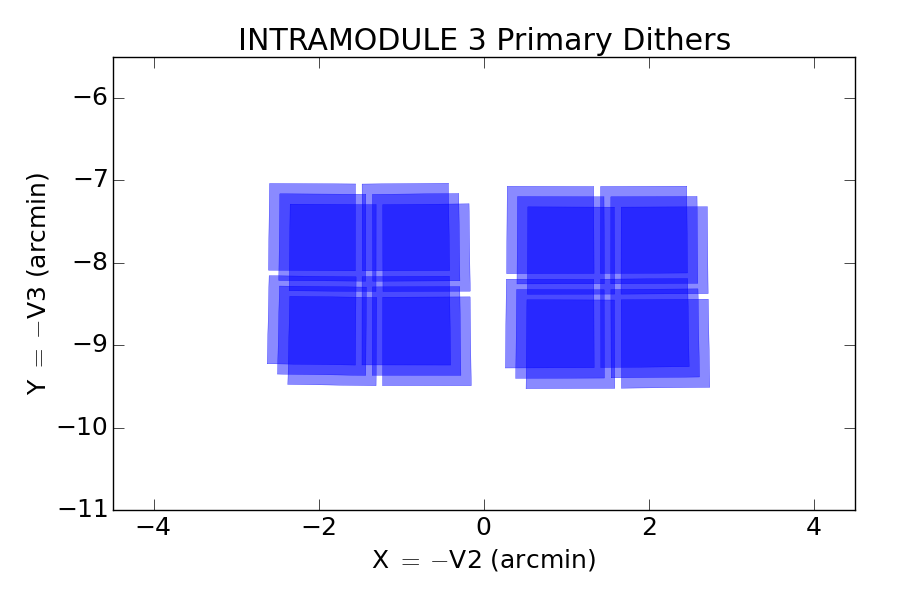 INTRAMODULE 3 Primary Dithers
−6
−7
−8
−9
−10
−11
−4 −2 0 2 4
Y = −V3 (arcmin)
X = −V2 (arcmin)